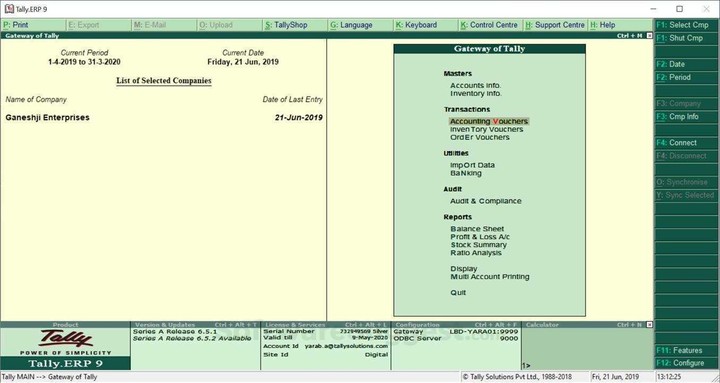 Tally.ERP 9
P: Print E: Export M: E-Mail O: Upload S: TallyShop G: Language K: Keyboard K: Control Centre H: Support Centre H: Help F1: Select Cmp
Gateway of Tally Ctrl + M F1: Shut Cmp
Current Period Current Date
1-4-2019 to 31-3-2020 Friday, 21 Jun, 2019
List of Selected Companies
Name of Company Date of Last Entry
Ganeshji Enterprises 21-Jun-2019
Gateway of Tally
Masters
Accounts Info.
Inventory Info.
Transactions
Accounting Vouchers
InvenTory Vouchers
OrdEr Vouchers
Utilities
ImpOrt Data
BaNking
Audit
Audit & Compliance
Reports
Balance Sheet
Profit & Loss A/c
Stock Summary
Ratio Analysis
Display
Multi Account Printing
Quit
F2: Date
F2: Period
F3: Company
F3: Cmp Info
F4: Connect
F4: Disconnect
O: Synchronise
Y: Sync Selected
F11: Features
F12: Configure
Product
Tally
POWER OF SIMPLICITY
Tally.ERP 9
Version & Updates Ctrl + Alt + T
Series A Release 6.5.1
Series A Release 6.5.2 Available
License & Services Ctrl + Alt + L
Serial Number 732949569 Silver
Valid till 9-May-2020
Account Id yarab.a@tallysolutions.com
Site Id Digital
Configuration Ctrl + Alt + F
Gateway LBD-YARA01:9999
ODBC Server 9000
Calculator Ctrl + N
1>
Tally MAIN --> Gateway of Tally © Tally Solutions Pvt Ltd., 1988-2018 Fri, 21 Jun, 2019 13:12:25